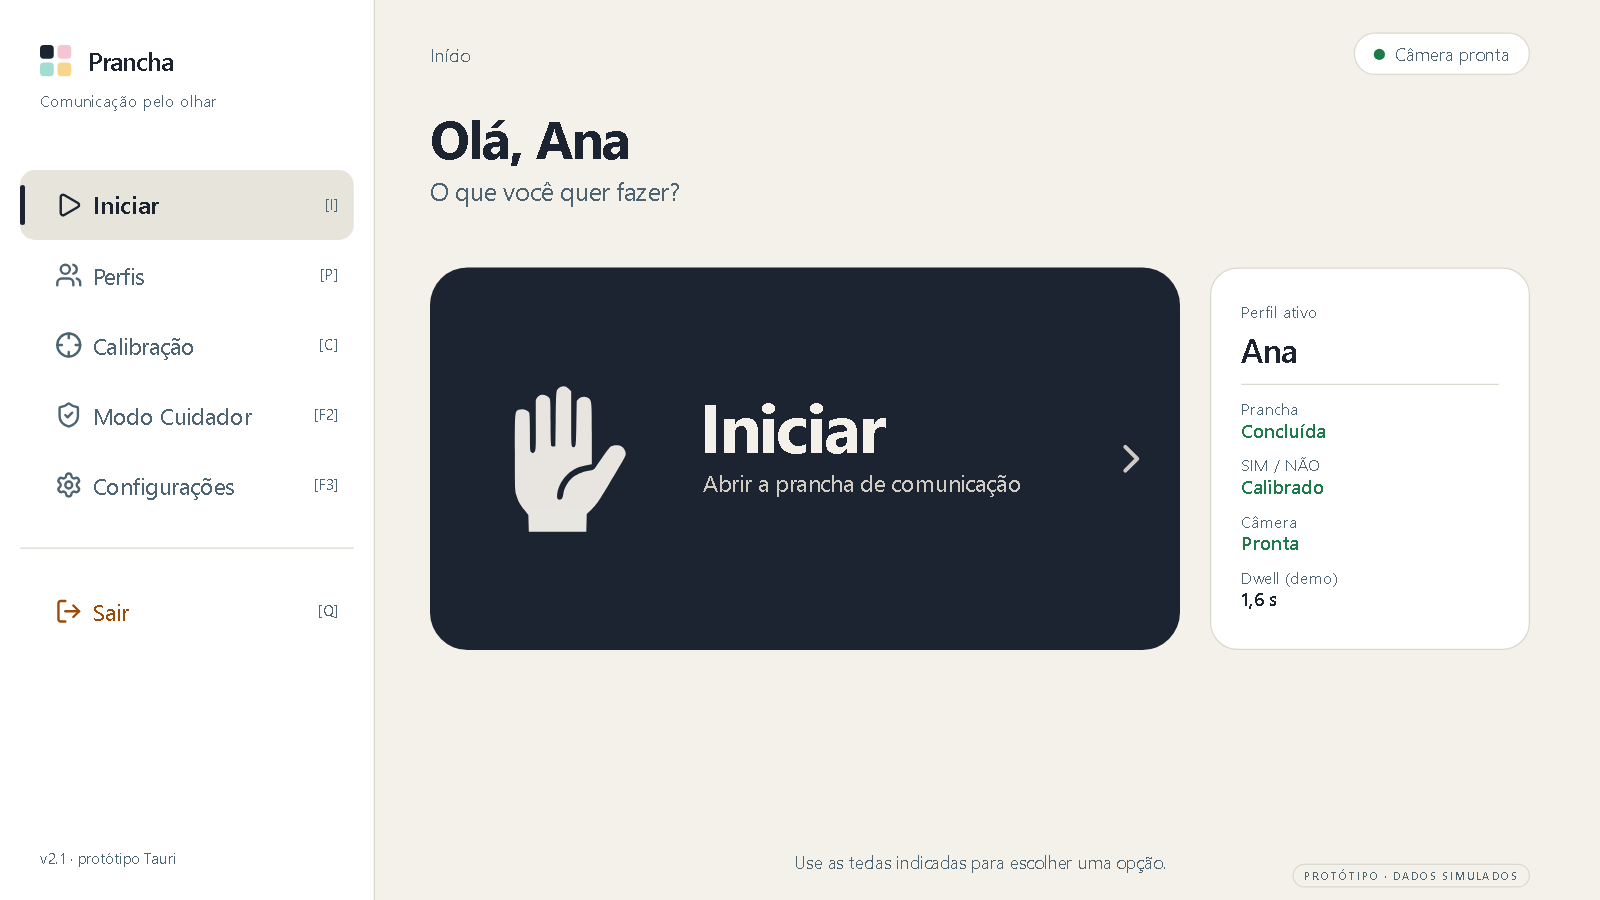 Prancha
Comunicação pelo olhar
Iniciar [I]
Perfis [P]
Calibração [C]
Modo Cuidador [F2]
Configurações [F3]
Sair [Q]
v2.1 · protótipo Tauri
Início
Câmera pronta
Olá, Ana
O que você quer fazer?
Iniciar
Abrir a prancha de comunicação
Perfil ativo
Ana
Prancha
Concluída
SIM / NÃO
Calibrado
Câmera
Pronta
Dwell (demo)
1,6 s
Use as teclas indicadas para escolher uma opção.
PROTÓTIPO · DADOS SIMULADOS